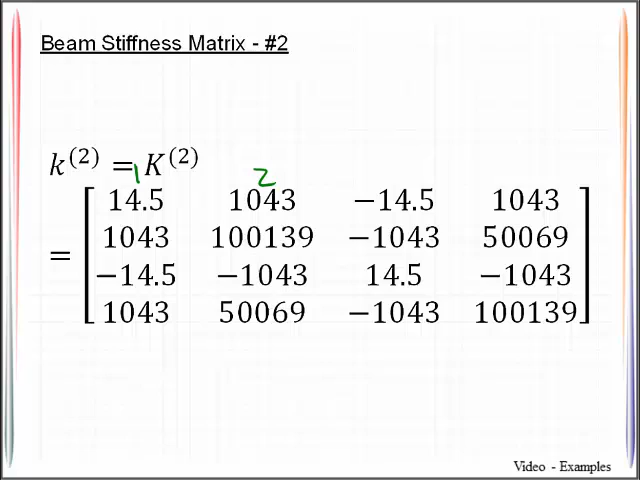 Beam Stiffness Matrix - #2
k^(2) = K^(2)
1 2
= [ 14.5 1043 −14.5 1043
1043 100139 −1043 50069
−14.5 −1043 14.5 −1043
1043 50069 −1043 100139 ]
Video - Examples